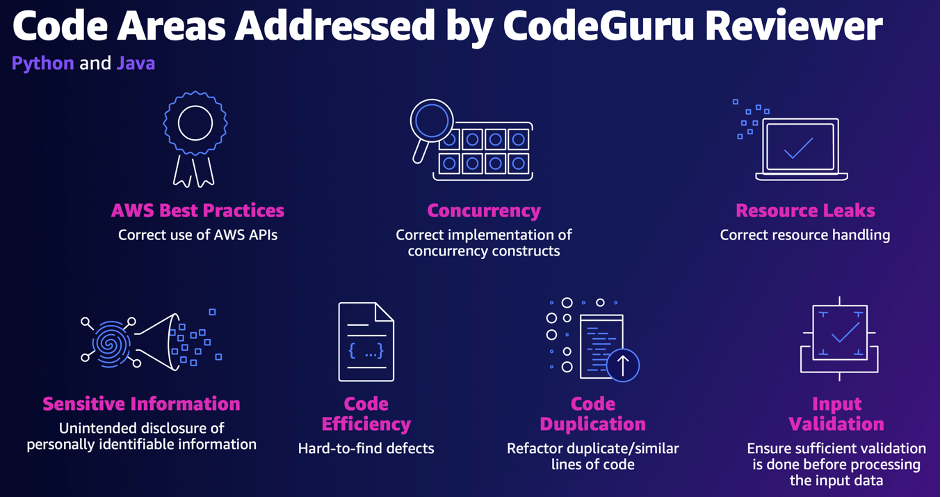 Code Areas Addressed by CodeGuru Reviewer
Python and Java
AWS Best Practices
Correct use of AWS APIs
Concurrency
Correct implementation of
concurrency constructs
Resource Leaks
Correct resource handling
{ ... }
Sensitive Information
Unintended disclosure of
personally identifiable information
Code
Efficiency
Hard-to-find defects
Code
Duplication
Refactor duplicate/similar
lines of code
Input
Validation
Ensure sufficient validation
is done before processing
the input data